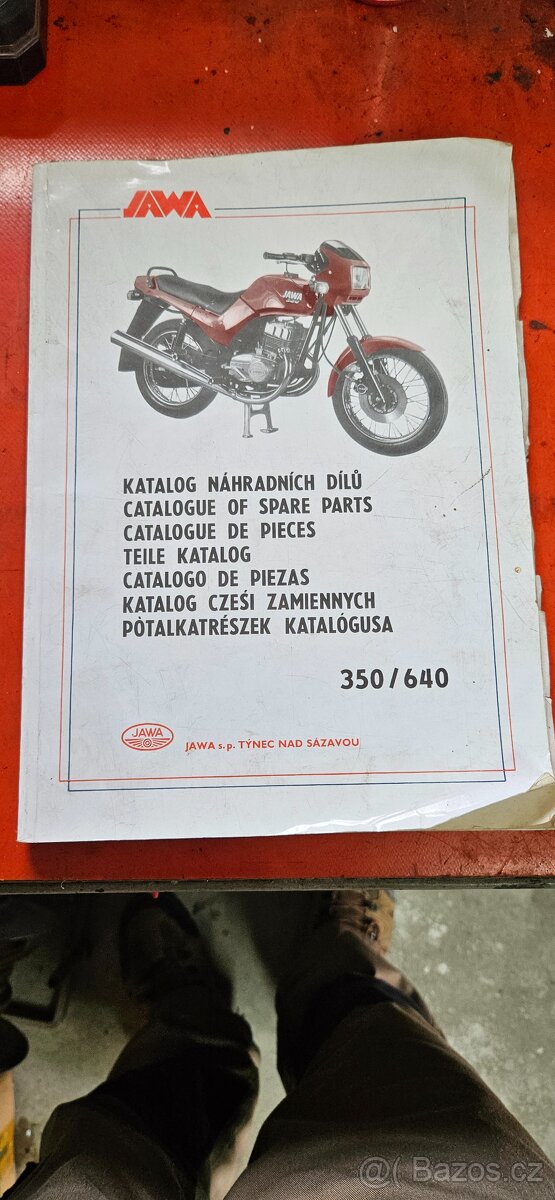 JAWA
JAWA
KATALOG NÁHRADNÍCH DÍLŮ
CATALOGUE OF SPARE PARTS
CATALOGUE DE PIECES
TEILE KATALOG
CATALOGO DE PIEZAS
KATALOG CZEŚI ZAMIENNYCH
PÒTALKATRÉSZEK KATALÓGUSA
350/640
JAWA
JAWA s.p. TÝNEC NAD SÁZAVOU
Bazos.cz